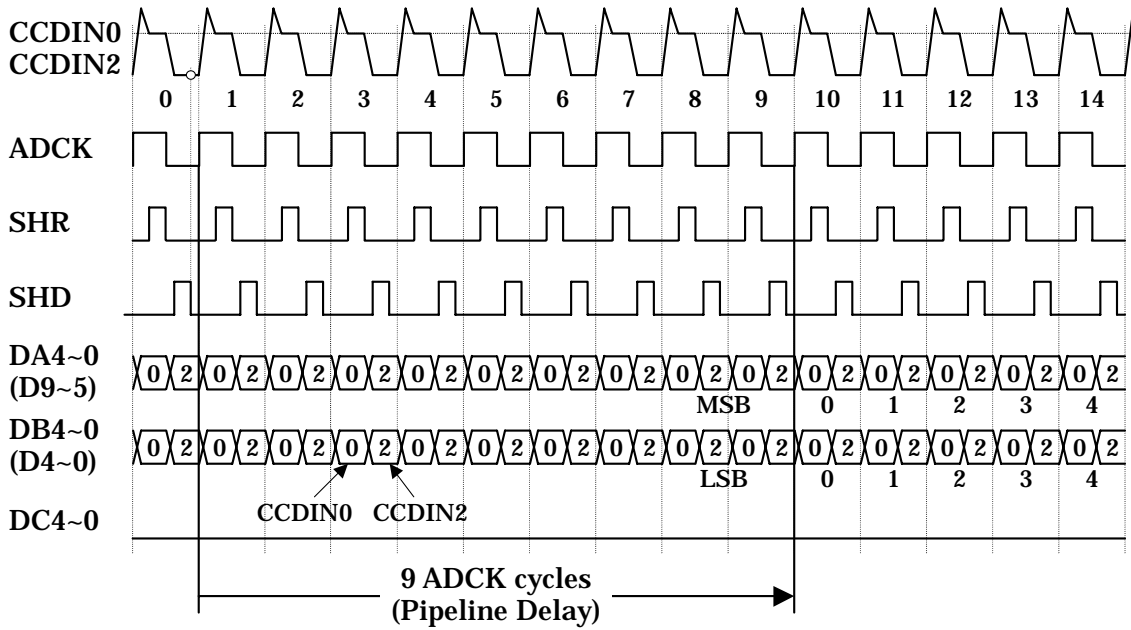 CCDIN0
CCDIN2
0 1 2 3 4 5 6 7 8 9 10 11 12 13 14
ADCK
SHR
SHD
DA4~0
(D9~5)
0 2 0 2 0 2 0 2 0 2 0 2 0 2 0 2 0 2 0 2 0 2 0 2 0 2 0 2 0 2
MSB 0 1 2 3 4
DB4~0
(D4~0)
0 2 0 2 0 2 0 2 0 2 0 2 0 2 0 2 0 2 0 2 0 2 0 2 0 2 0 2 0 2
LSB 0 1 2 3 4
CCDIN0 CCDIN2
DC4~0
9 ADCK cycles
(Pipeline Delay)